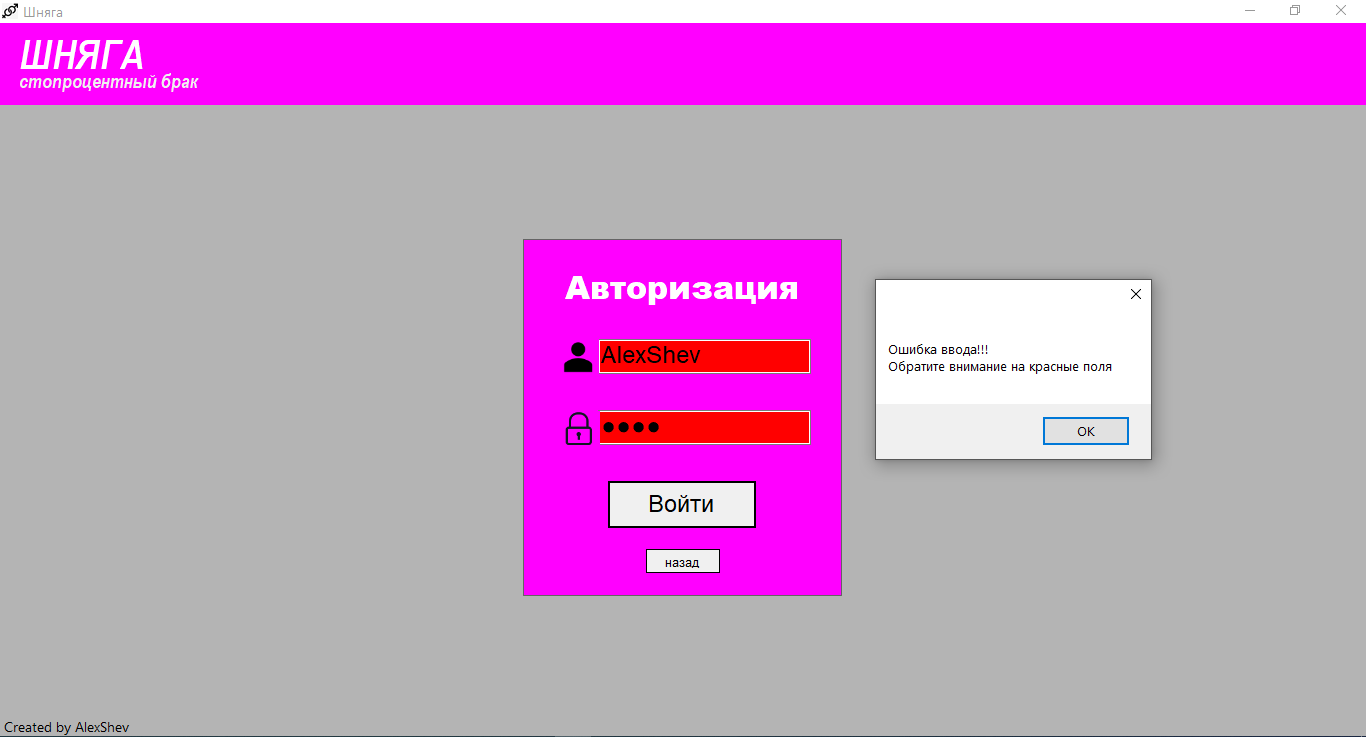 Шняга
ШНЯГА
стопроцентный брак
Авторизация
AlexShev
Ошибка ввода!!!
Обратите внимание на красные поля
OK
Войти
назад
Created by AlexShev